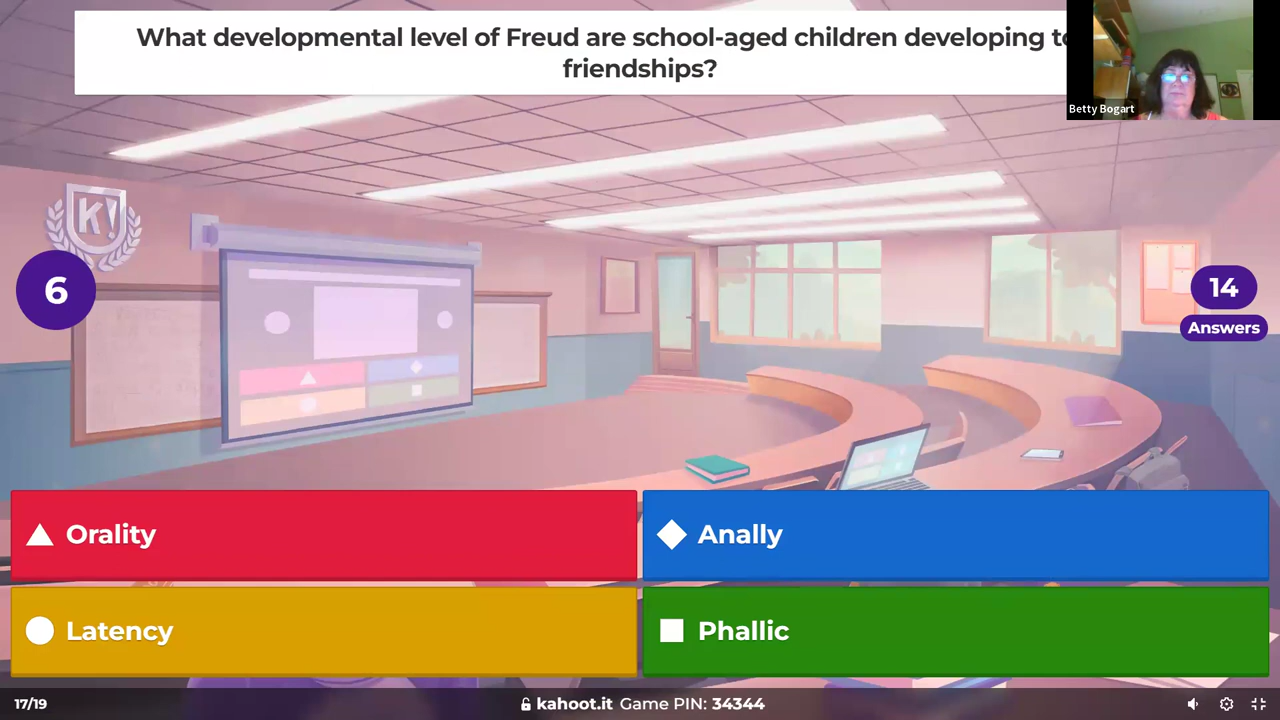 What developmental level of Freud are school-aged children developing
friendships?
Betty Bogart
K!
6
14
Answers
Orality
Anally
Latency
Phallic
17/19
kahoot.it Game PIN: 34344